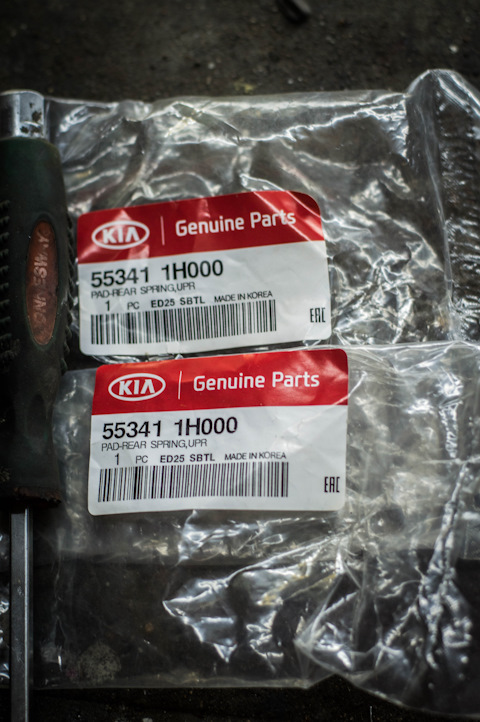 KIA Genuine Parts
55341 1H000
PAD-REAR SPRING,UPR
1 PC ED25 SBTL MADE IN KOREA
EAC
KIA Genuine Parts
55341 1H000
PAD-REAR SPRING,UPR
1 PC ED25 SBTL MADE IN KOREA
EAC